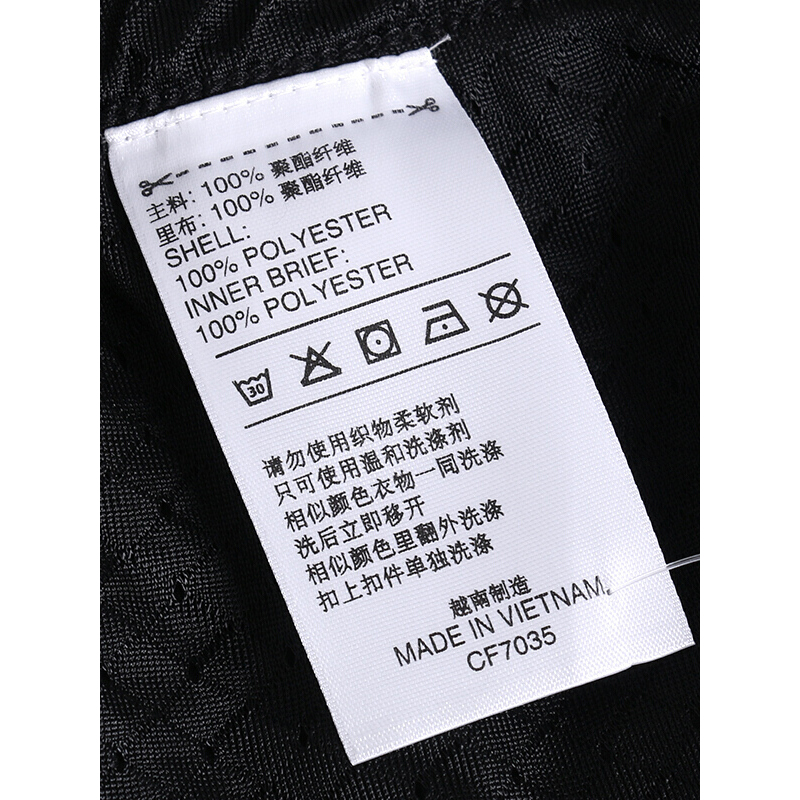 主料: 100% 聚酯纤维
里布: 100% 聚酯纤维
SHELL:
100% POLYESTER
INNER BRIEF:
100% POLYESTER
30
请勿使用织物柔软剂
只可使用温和洗涤剂
相似颜色衣物一同洗涤
洗后立即移开
相似颜色里翻外洗涤
扣上扣件单独洗涤
越南制造
MADE IN VIETNAM
CF7035